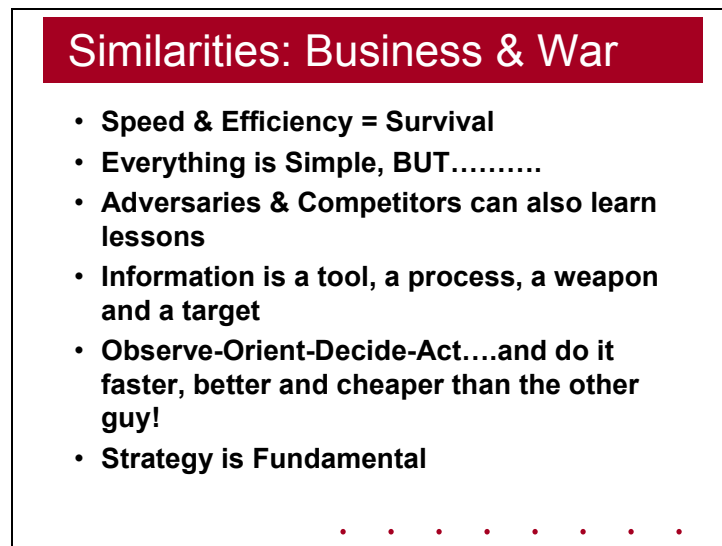 Similarities: Business & War
• Speed & Efficiency = Survival
• Everything is Simple, BUT……….
• Adversaries & Competitors can also learn
lessons
• Information is a tool, a process, a weapon
and a target
• Observe-Orient-Decide-Act….and do it
faster, better and cheaper than the other
guy!
• Strategy is Fundamental